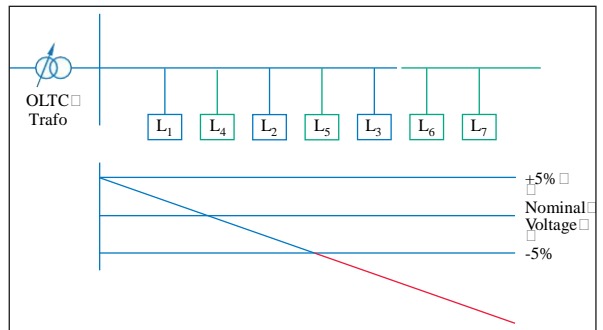 OLTC□
Trafo
L₁
L₄
L₂
L₅
L₃
L₆
L₇
+5% □
□
Nominal□
Voltage□
□
-5%